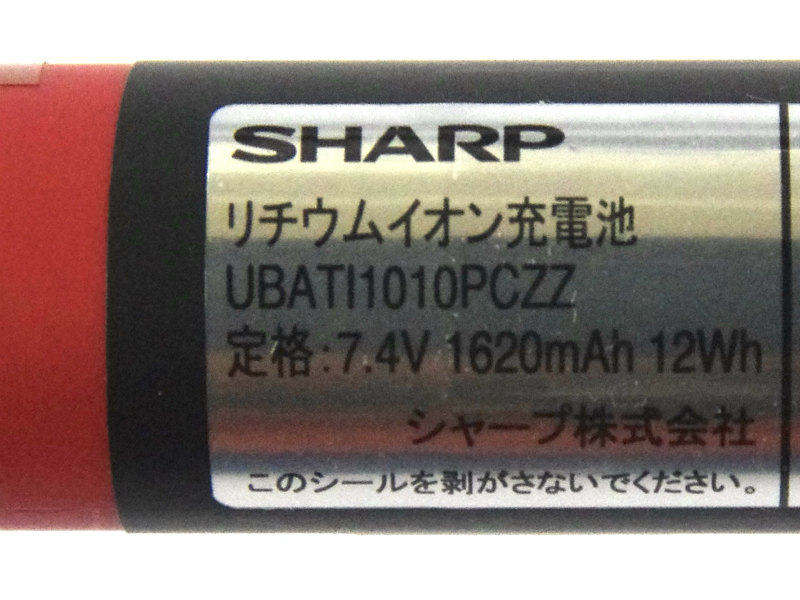 SHARP
リチウムイオン充電池
UBATI1010PCZZ
定格:7.4V 1620mAh 12Wh
シャープ株式会社
このシールを剥がさないでください。